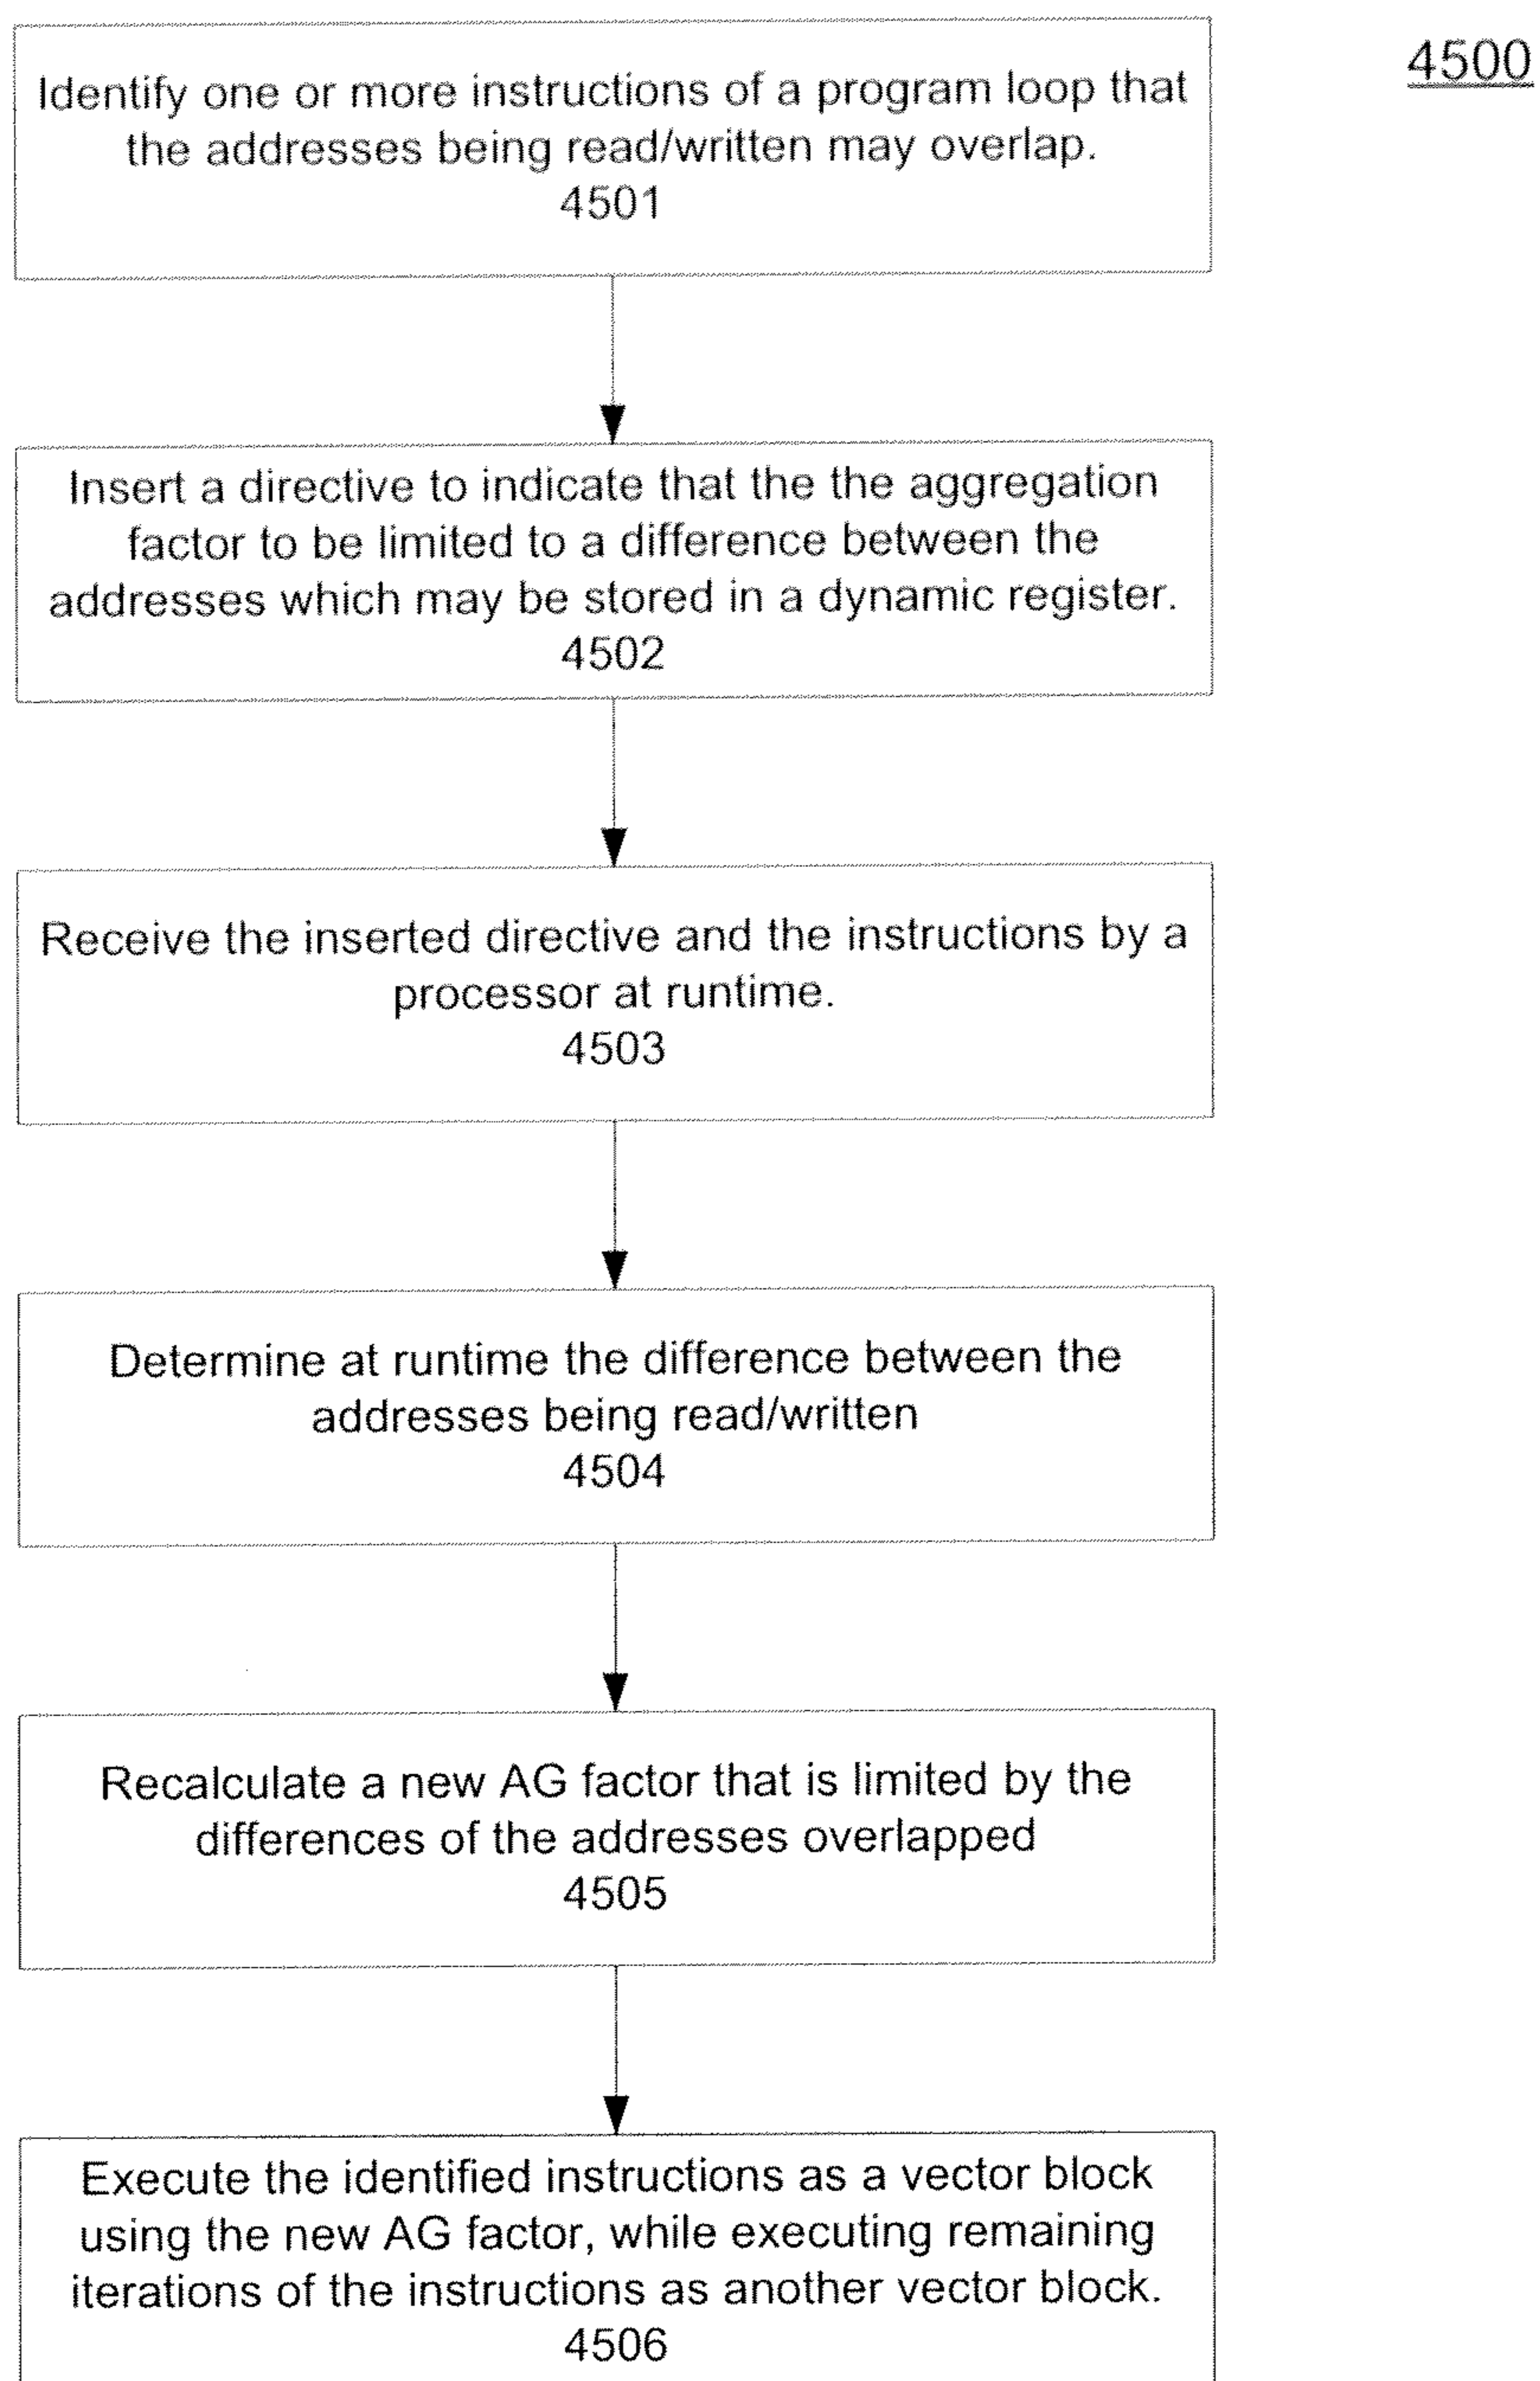 4500
Identify one or more instructions of a program loop that
the addresses being read/written may overlap.
4501
Insert a directive to indicate that the the aggregation
factor to be limited to a difference between the
addresses which may be stored in a dynamic register.
4502
Receive the inserted directive and the instructions by a
processor at runtime.
4503
Determine at runtime the difference between the
addresses being read/written
4504
Recalculate a new AG factor that is limited by the
differences of the addresses overlapped
4505
Execute the identified instructions as a vector block
using the new AG factor, while executing remaining
iterations of the instructions as another vector block.
4506